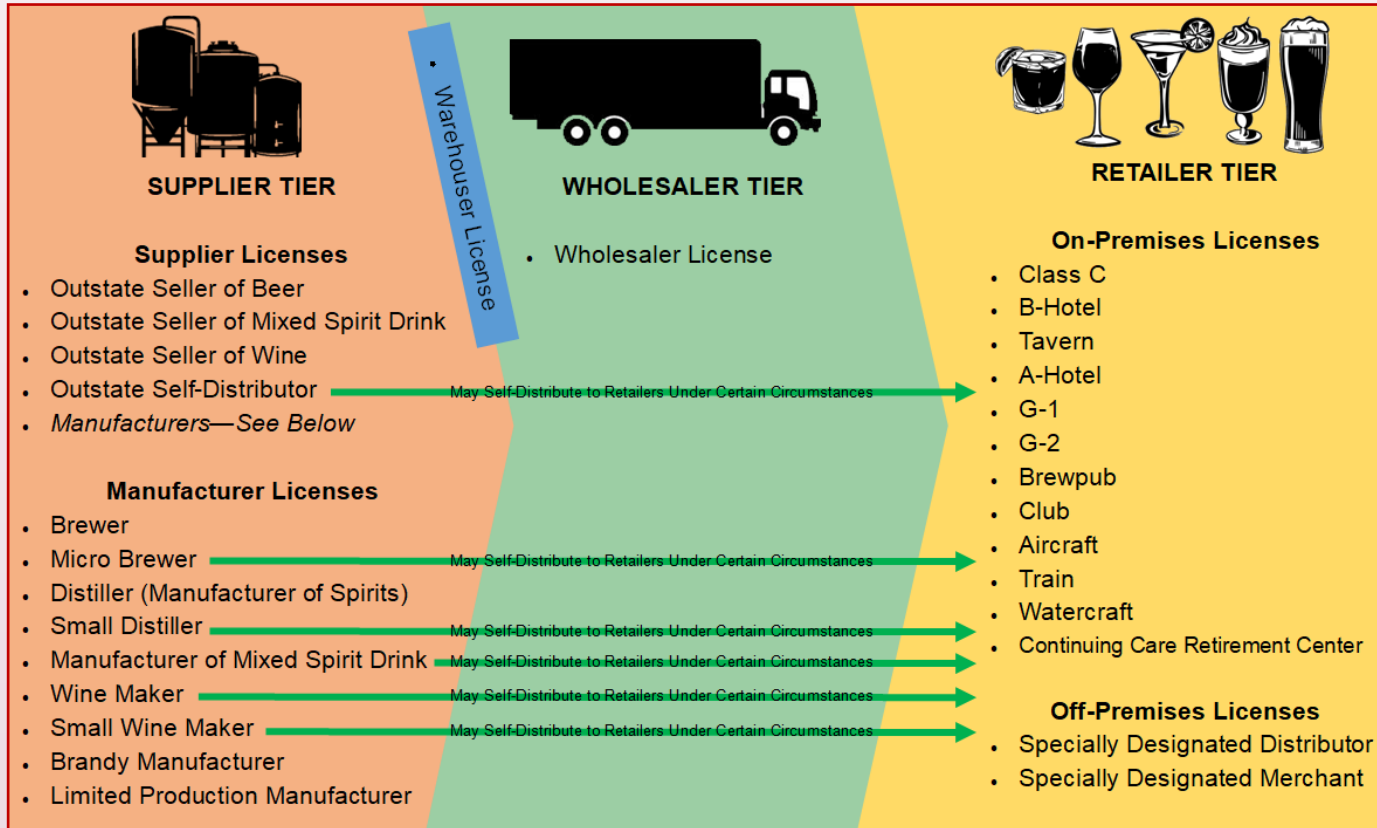 SUPPLIER TIER
Supplier Licenses
• Outstate Seller of Beer
• Outstate Seller of Mixed Spirit Drink
• Outstate Seller of Wine
• Outstate Self-Distributor
• Manufacturers—See Below
Manufacturer Licenses
• Brewer
• Micro Brewer
• Distiller (Manufacturer of Spirits)
• Small Distiller
• Manufacturer of Mixed Spirit Drink
• Wine Maker
• Small Wine Maker
• Brandy Manufacturer
• Limited Production Manufacturer
• Warehouser License
WHOLESALER TIER
• Wholesaler License
May Self-Distribute to Retailers Under Certain Circumstances
May Self-Distribute to Retailers Under Certain Circumstances
May Self-Distribute to Retailers Under Certain Circumstances
May Self-Distribute to Retailers Under Certain Circumstances
May Self-Distribute to Retailers Under Certain Circumstances
May Self-Distribute to Retailers Under Certain Circumstances
RETAILER TIER
On-Premises Licenses
• Class C
• B-Hotel
• Tavern
• A-Hotel
• G-1
• G-2
• Brewpub
• Club
• Aircraft
• Train
• Watercraft
• Continuing Care Retirement Center
Off-Premises Licenses
• Specially Designated Distributor
• Specially Designated Merchant